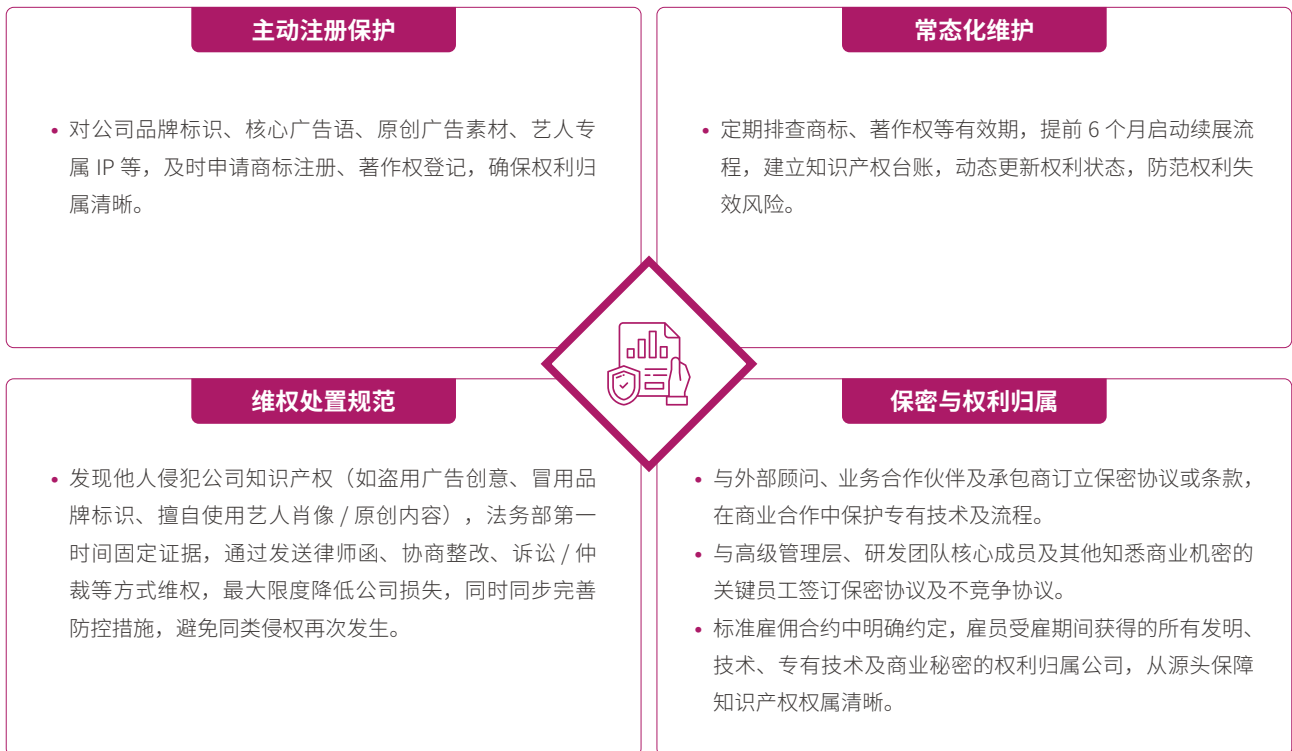 主动注册保护
• 对公司品牌标识、核心广告语、原创广告素材、艺人专
属 IP 等，及时申请商标注册、著作权登记，确保权利归
属清晰。
常态化维护
• 定期排查商标、著作权等有效期，提前 6 个月启动续展流
程，建立知识产权台账，动态更新权利状态，防范权利失
效风险。
维权处置规范
• 发现他人侵犯公司知识产权（如盗用广告创意、冒用品
牌标识、擅自使用艺人肖像 / 原创内容），法务部第一
时间固定证据，通过发送律师函、协商整改、诉讼 / 仲
裁等方式维权，最大限度降低公司损失，同时同步完善
防控措施，避免同类侵权再次发生。
保密与权利归属
• 与外部顾问、业务合作伙伴及承包商订立保密协议或条款，
在商业合作中保护专有技术及流程。
• 与高级管理层、研发团队核心成员及其他知悉商业机密的
关键员工签订保密协议及不竞争协议。
• 标准雇佣合约中明确约定，雇员受雇期间获得的所有发明、
技术、专有技术及商业秘密的权利归属公司，从源头保障
知识产权权属清晰。